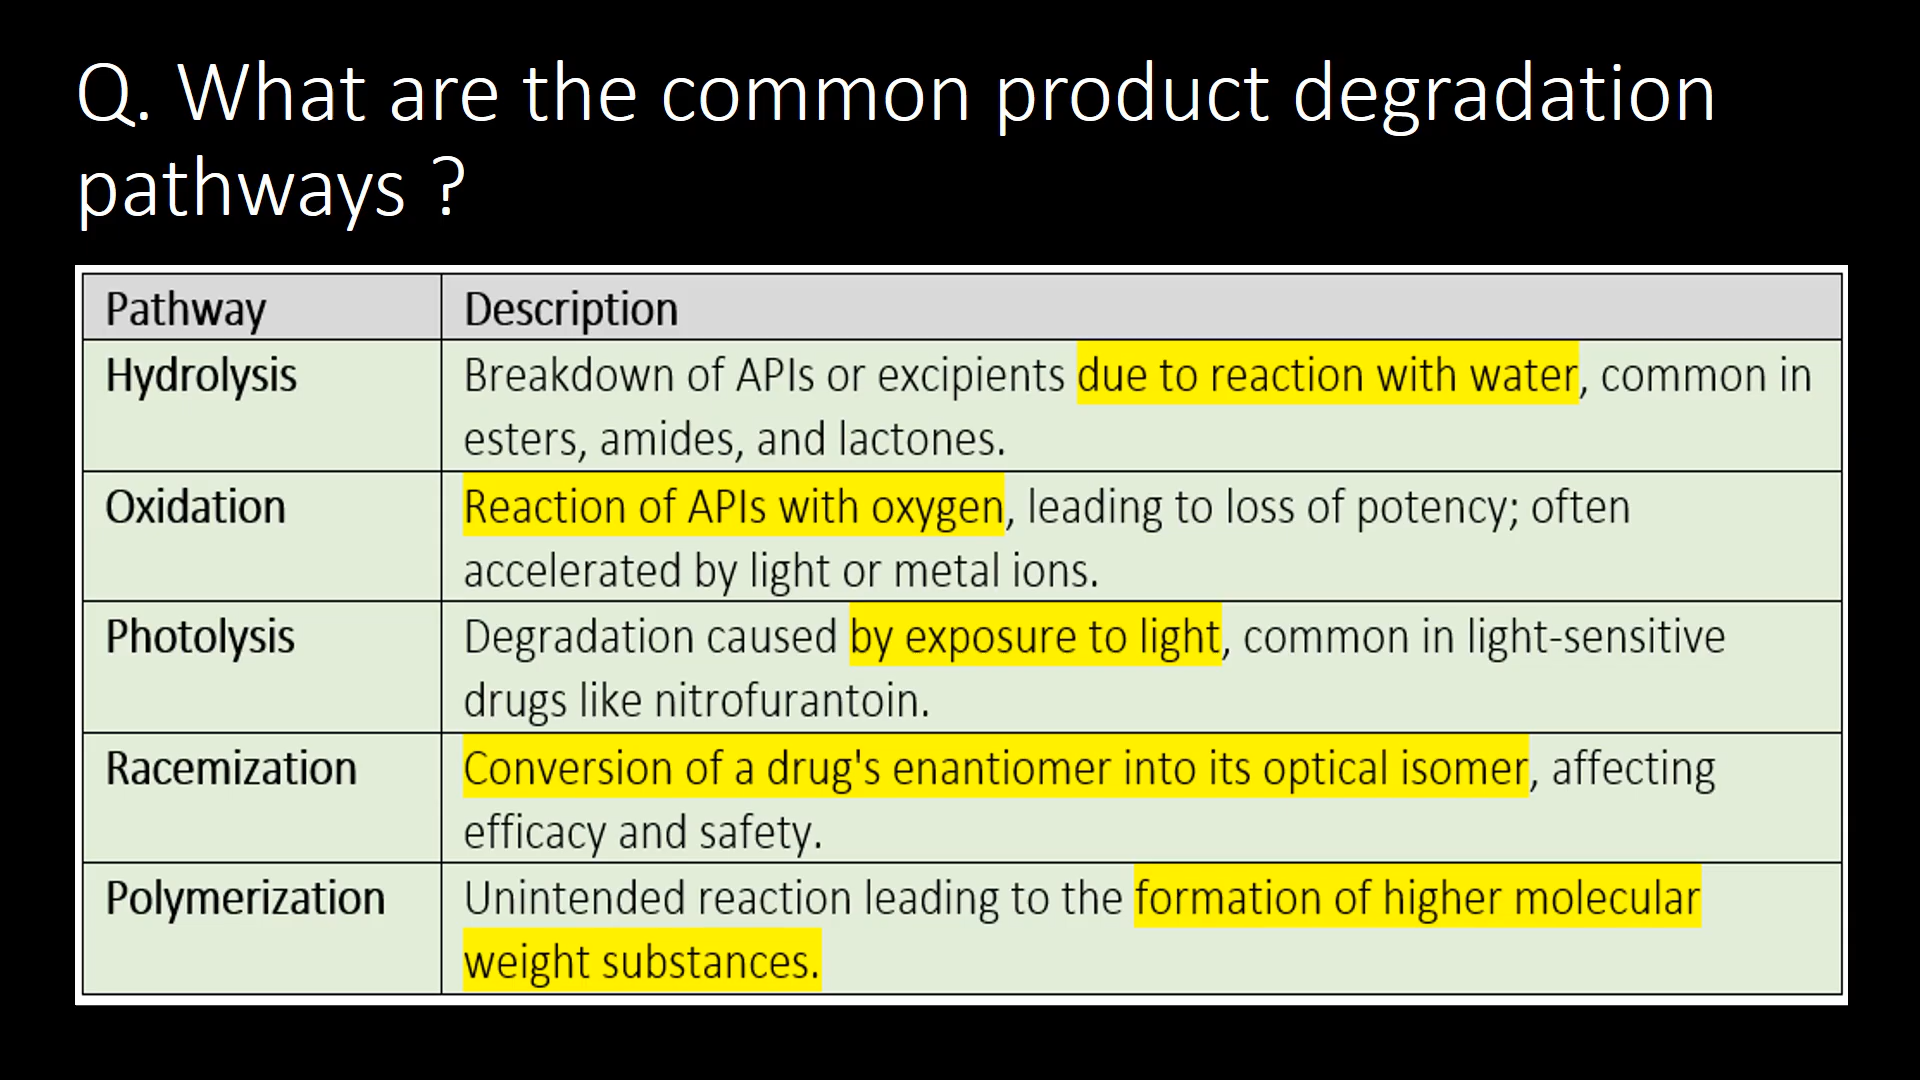 Q. What are the common product degradation
pathways ?
Pathway
Description
Hydrolysis
Breakdown of APIs or excipients due to reaction with water, common in
esters, amides, and lactones.
Oxidation
Reaction of APIs with oxygen, leading to loss of potency; often
accelerated by light or metal ions.
Photolysis
Degradation caused by exposure to light, common in light-sensitive
drugs like nitrofurantoin.
Racemization
Conversion of a drug's enantiomer into its optical isomer, affecting
efficacy and safety.
Polymerization
Unintended reaction leading to the formation of higher molecular
weight substances.